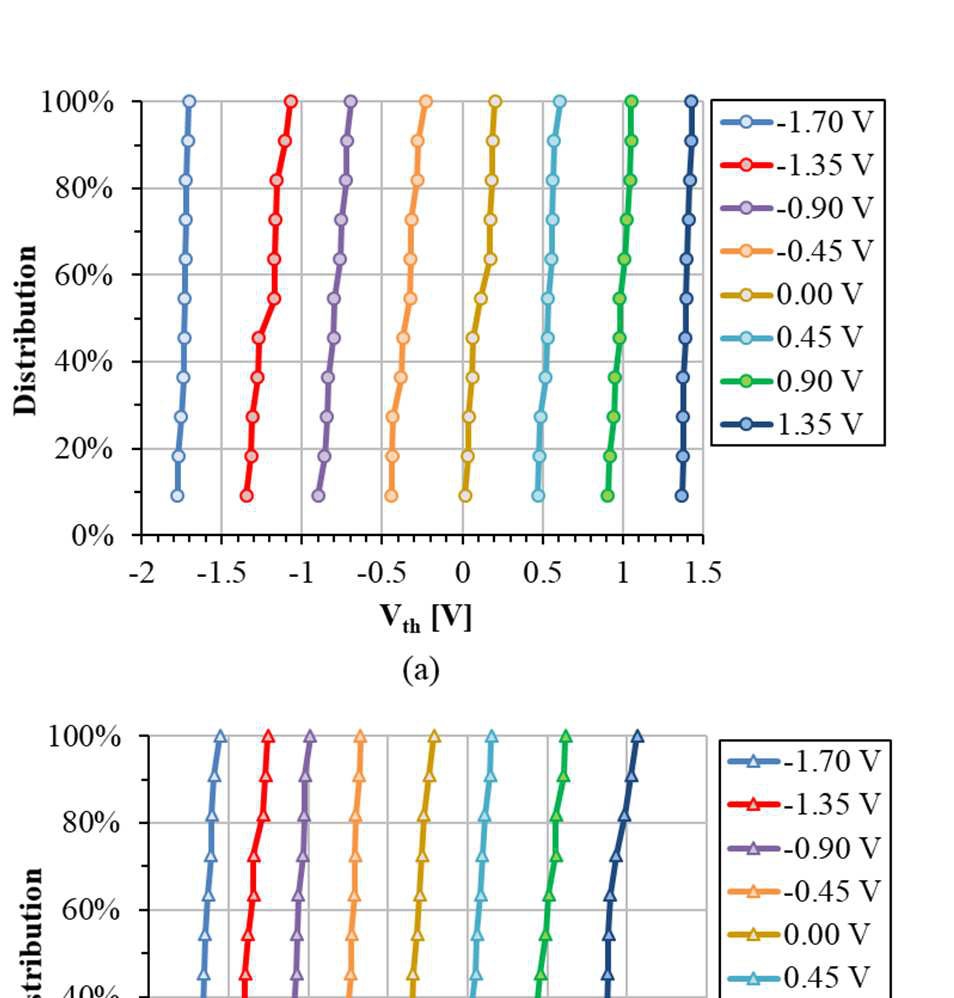 100%
80%
60%
40%
20%
0%
Distribution
-2 -1.5 -1 -0.5 0 0.5 1 1.5
Vth [V]
-1.70 V
-1.35 V
-0.90 V
-0.45 V
0.00 V
0.45 V
0.90 V
1.35 V
(a)
100%
80%
60%
40%
stribution
-1.70 V
-1.35 V
-0.90 V
-0.45 V
0.00 V
0.45 V